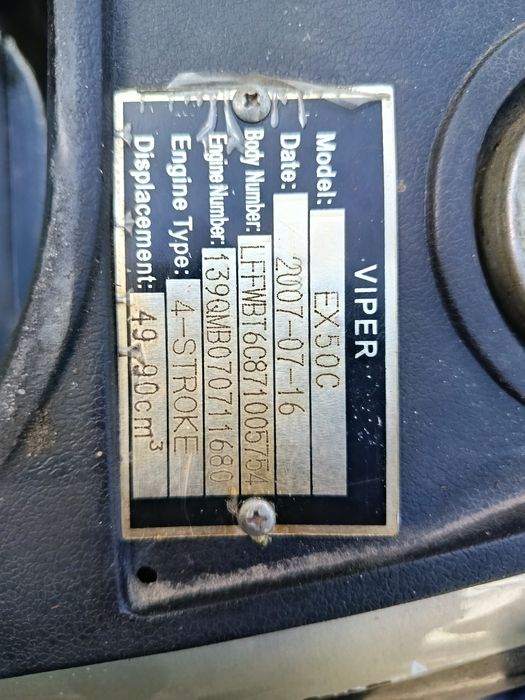 VIPER
Model: EX50C
Date: 2007-07-16
Body Number: LFFWBT6C871005754
Engine Number: 139QMB070711680
Engine Type: 4-STROKE
Displacement: 49.90cm³